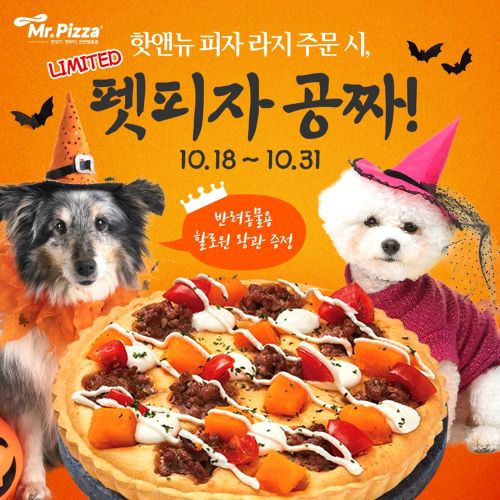 Mr.Pizza
핫앤뉴 피자 라지 주문 시,
LIMITED
펫피자 공짜!
10.18 ~ 10.31
반려동물용
할로윈 왕관 증정